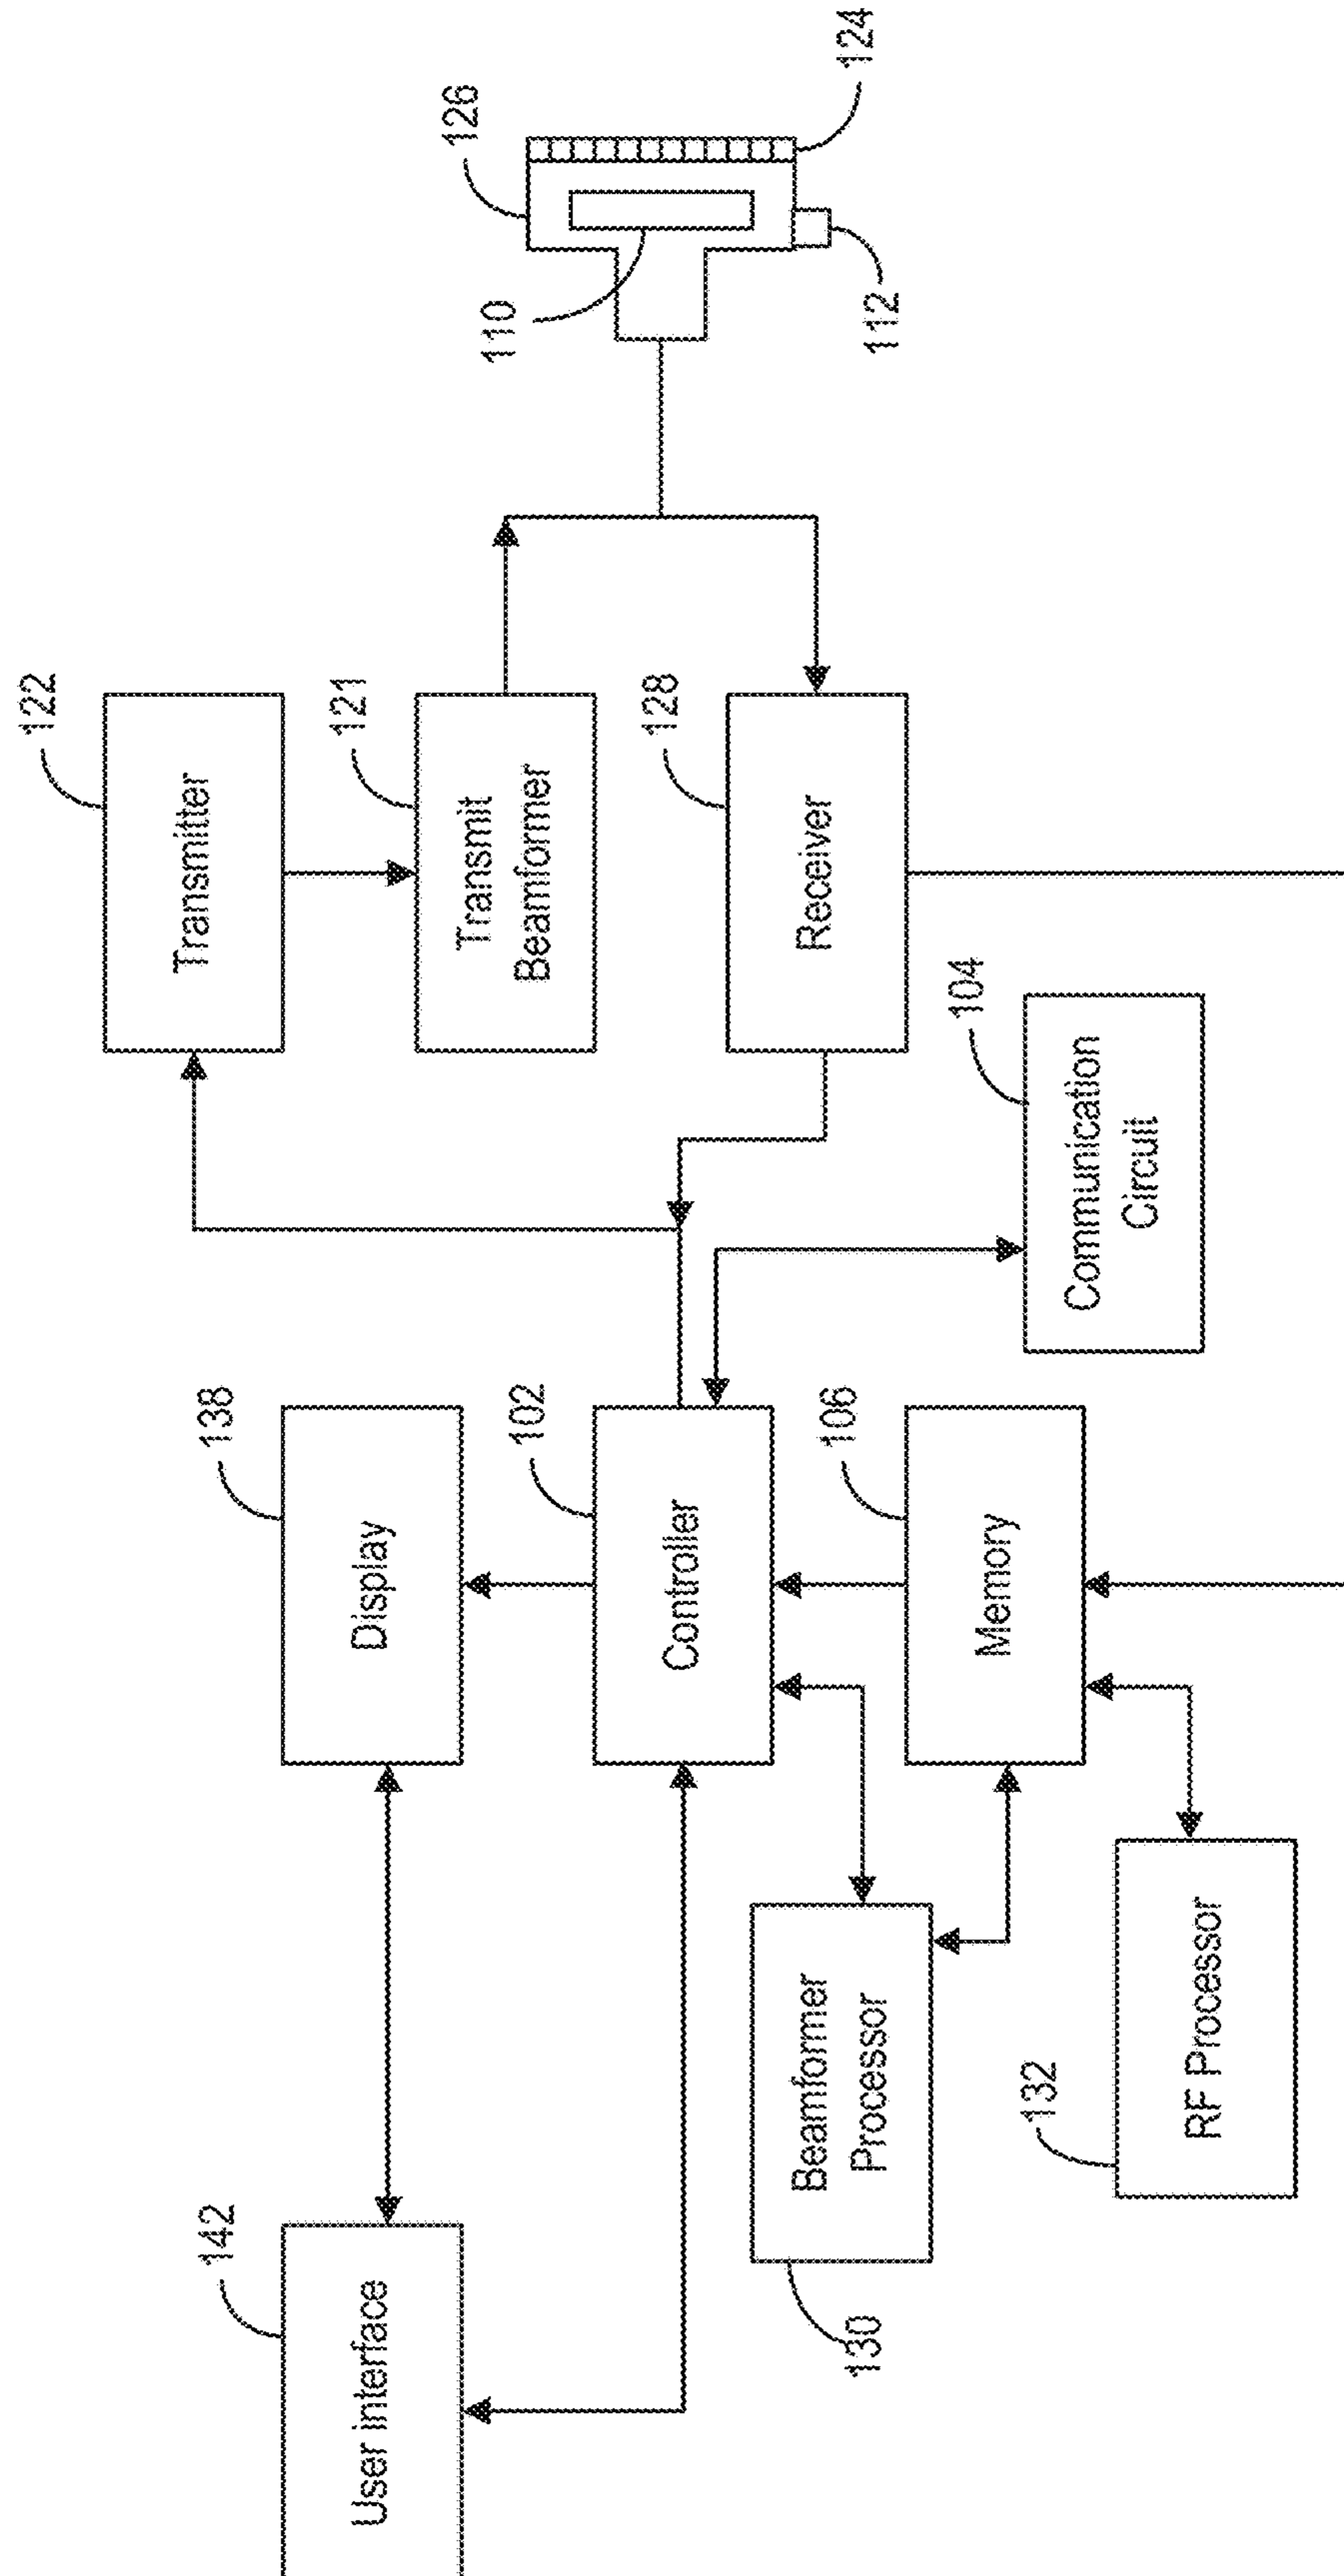 122
Transmitter
126
142
User interface
138
Display
121
Transmit
Beamformer
110
124
102
Controller
128
Receiver
112
130
Beamformer
Processor
106
Memory
104
Communication
Circuit
132
RF Processor